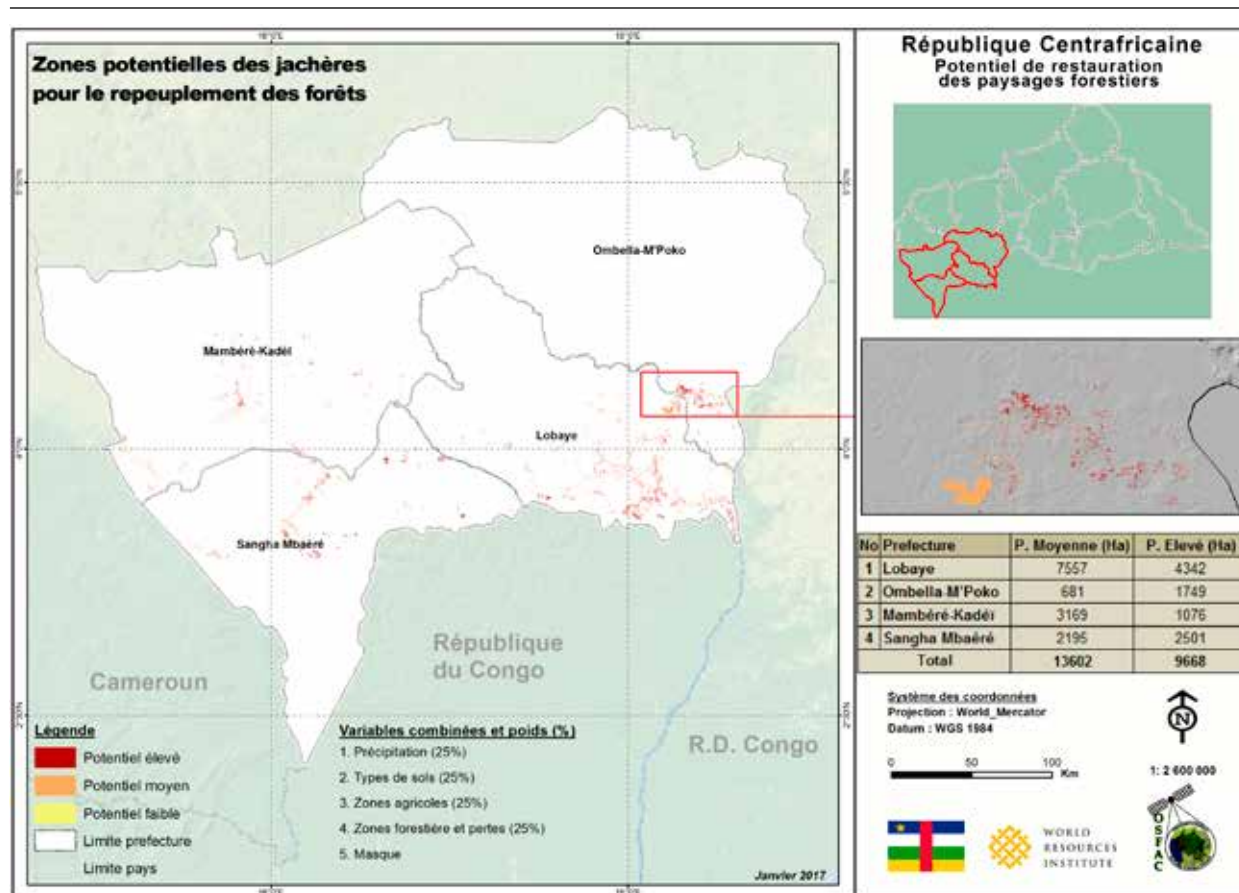 Zones potentielles des jachères
pour le repeuplement des forêts
Ombella-M'Poko
Mambéré-Kadéï
Lobaye
Sangha Mbaéré
République
du Congo
Cameroun
R.D. Congo
Légende
Potentiel élevé
Potentiel moyen
Potentiel faible
Limite prefecture
Limite pays
Variables combinées et poids (%)
1. Précipitation (25%)
2. Types de sols (25%)
3. Zones agricoles (25%)
4. Zones forestière et pertes (25%)
5. Masque
Janvier 2017
République Centrafricaine
Potentiel de restauration
des paysages forestiers
No Prefecture P. Moyenne (Ha) P. Elevé (Ha)
1 Lobaye 7557 4342
2 Ombella-M'Poko 681 1749
3 Mambéré-Kadéï 3169 1076
4 Sangha Mbaéré 2195 2501
Total 13602 9668
Système des coordonnées
Projection : World_Mercator
Datum : WGS 1984
N
0 50 100
Km
1: 2 600 000
WORLD
RESOURCES
INSTITUTE
OSFAC